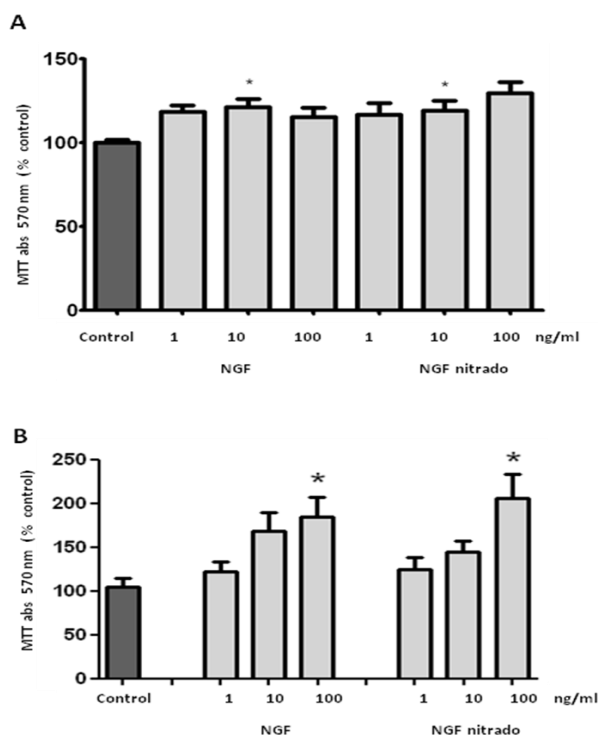 A
MTT abs 570 nm (% control)
150
100
50
0
* *
Control 1 10 100 1 10 100 ng/ml
NGF NGF nitrado
B
MTT abs 570 nm (% control)
250
200
150
100
50
0
* *
Control 1 10 100 1 10 100 ng/ml
NGF NGF nitrado